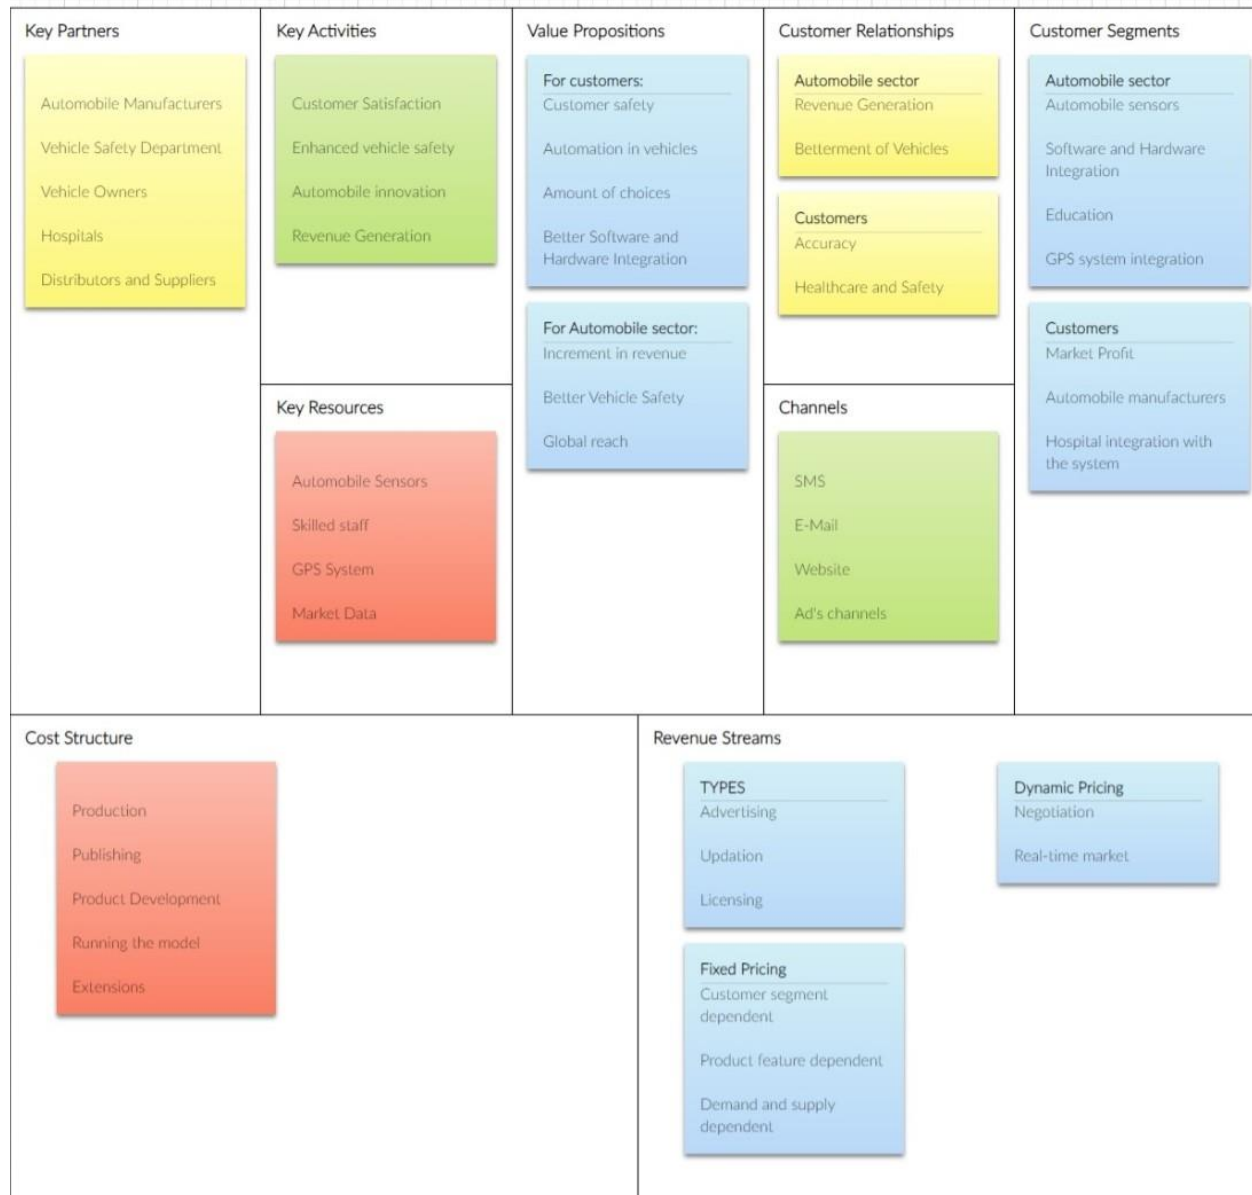 Key Partners
Automobile Manufacturers
Vehicle Safety Department
Vehicle Owners
Hospitals
Distributors and Suppliers
Key Activities
Customer Satisfaction
Enhanced vehicle safety
Automobile innovation
Revenue Generation
Key Resources
Automobile Sensors
Skilled staff
GPS System
Market Data
Value Propositions
For customers:
Customer safety
Automation in vehicles
Amount of choices
Better Software and
Hardware Integration
For Automobile sector:
Increment in revenue
Better Vehicle Safety
Global reach
Customer Relationships
Automobile sector
Revenue Generation
Betterment of Vehicles
Customers
Accuracy
Healthcare and Safety
Channels
SMS
E-Mail
Website
Ad's channels
Customer Segments
Automobile sector
Automobile sensors
Software and Hardware
Integration
Education
GPS system integration
Customers
Market Profit
Automobile manufacturers
Hospital integration with
the system
Cost Structure
Production
Publishing
Product Development
Running the model
Extensions
Revenue Streams
TYPES
Advertising
Updation
Licensing
Fixed Pricing
Customer segment
dependent
Product feature dependent
Demand and supply
dependent
Dynamic Pricing
Negotiation
Real-time market